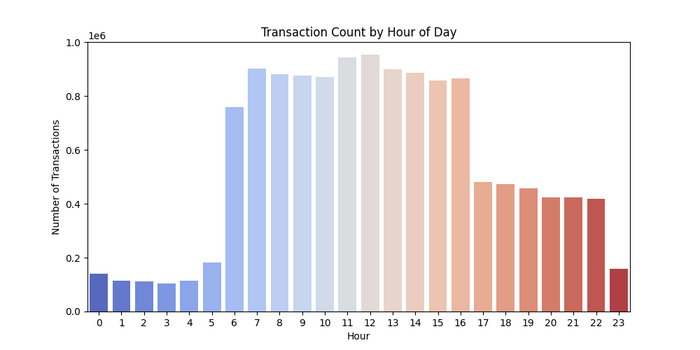 Transaction Count by Hour of Day
1e6
1.0
0.8
0.6
0.4
0.2
0.0
Number of Transactions
0 1 2 3 4 5 6 7 8 9 10 11 12 13 14 15 16 17 18 19 20 21 22 23
Hour